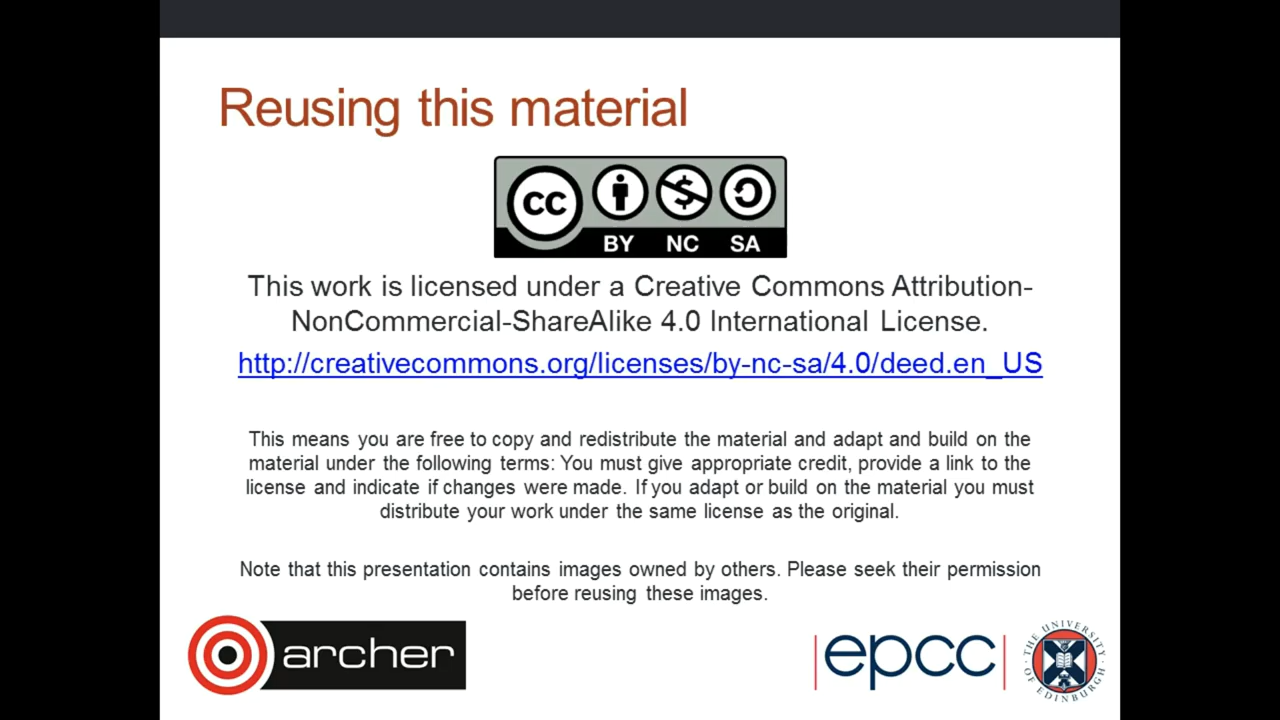 Reusing this material
CC
BY NC SA
This work is licensed under a Creative Commons Attribution-
NonCommercial-ShareAlike 4.0 International License.
http://creativecommons.org/licenses/by-nc-sa/4.0/deed.en_US
This means you are free to copy and redistribute the material and adapt and build on the
material under the following terms: You must give appropriate credit, provide a link to the
license and indicate if changes were made. If you adapt or build on the material you must
distribute your work under the same license as the original.
Note that this presentation contains images owned by others. Please seek their permission
before reusing these images.
archer
epcc
THE UNIVERSITY
OF EDINBURGH